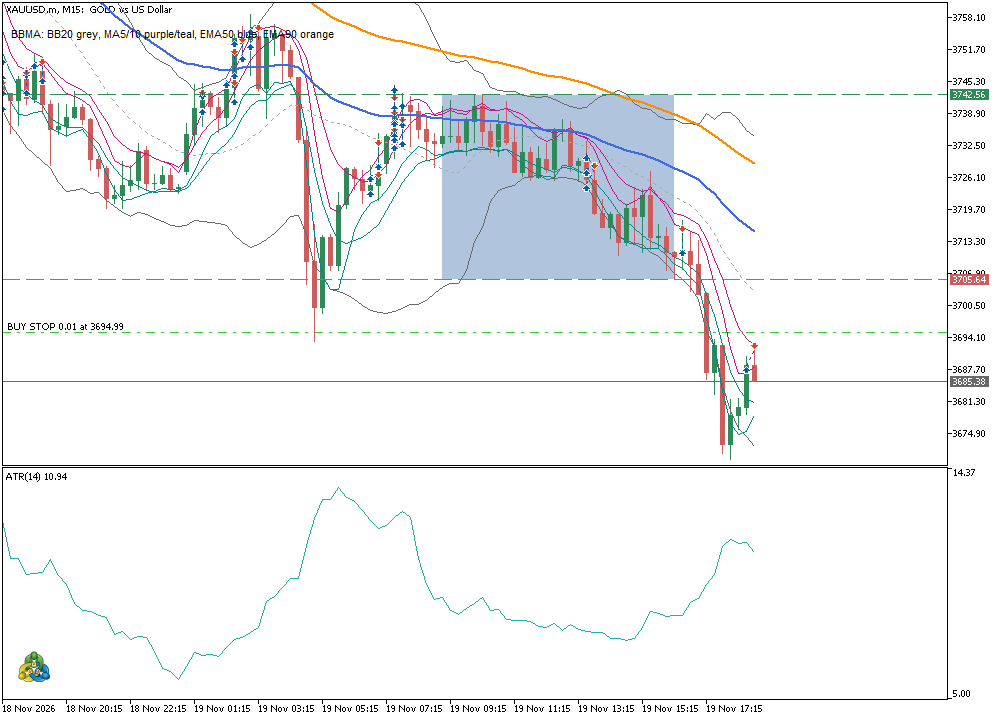 XAUUSD.m, M15: GOLD vs US Dollar
BBMA: BB20 grey, MA5/10 purple/teal, EMA50 blue, EMA90 orange
3758.10
3751.70
3745.30
3742.56
3738.90
3732.50
3726.10
3719.70
3713.30
3706.90
3705.64
3700.50
BUY STOP 0.01 at 3694.99
3694.10
3687.70
3685.38
3681.30
3674.90
ATR(14) 10.94
14.37
5.00
18 Nov 2026
18 Nov 20:15
18 Nov 22:15
19 Nov 01:15
19 Nov 03:15
19 Nov 05:15
19 Nov 07:15
19 Nov 09:15
19 Nov 11:15
19 Nov 13:15
19 Nov 15:15
19 Nov 17:15